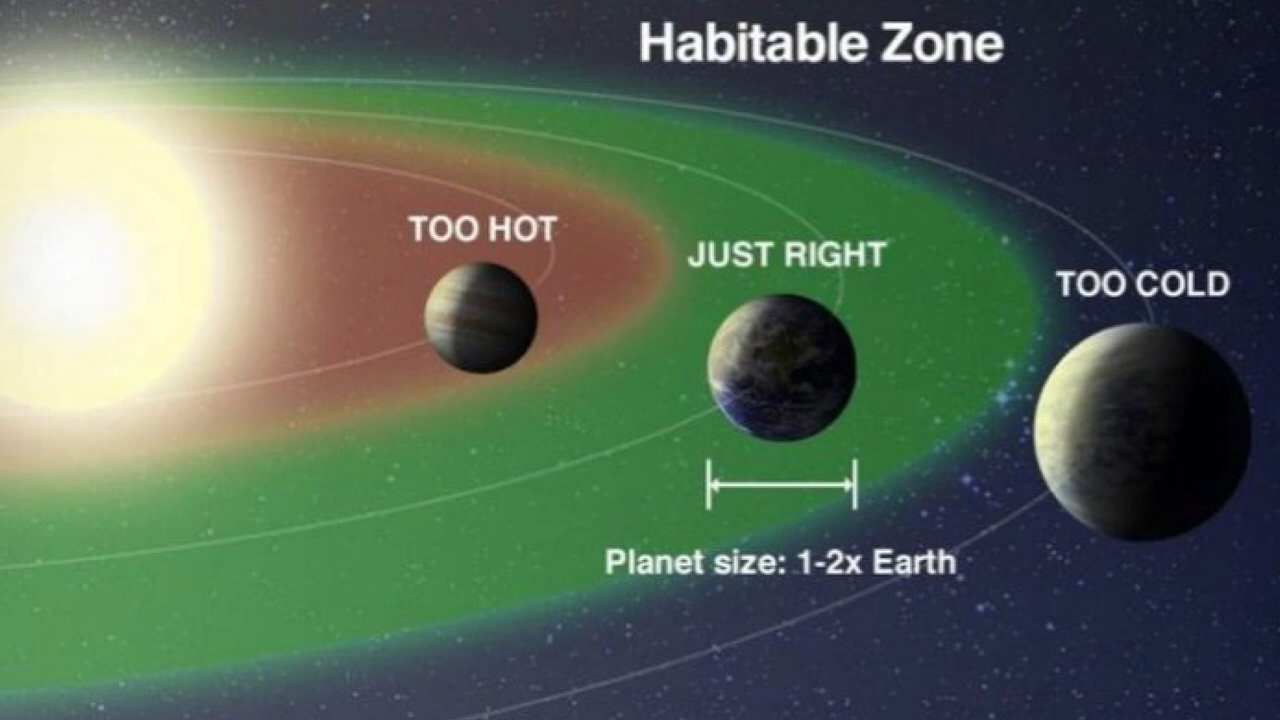 Habitable Zone
TOO HOT
JUST RIGHT
TOO COLD
Planet size: 1-2x Earth